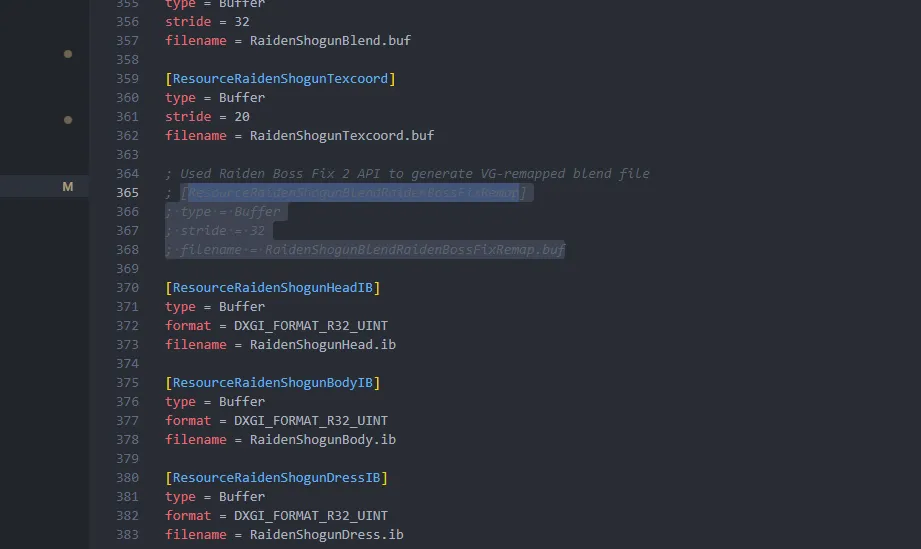 355 type = Buffer
356 stride = 32
357 filename = RaidenShogunBlend.buf
358
359 [ResourceRaidenShogunTexcoord]
360 type = Buffer
361 stride = 20
362 filename = RaidenShogunTexcoord.buf
363
364 ; Used Raiden Boss Fix 2 API to generate VG-remapped blend file
M 365 ; [ResourceRaidenShogunBlendRaidenBossFixRemap]
366 ;·type·=·Buffer
367 ;·stride·=·32
368 ;·filename·=·RaidenShogunBlendRaidenBossFixRemap.buf
369
370 [ResourceRaidenShogunHeadIB]
371 type = Buffer
372 format = DXGI_FORMAT_R32_UINT
373 filename = RaidenShogunHead.ib
374
375 [ResourceRaidenShogunBodyIB]
376 type = Buffer
377 format = DXGI_FORMAT_R32_UINT
378 filename = RaidenShogunBody.ib
379
380 [ResourceRaidenShogunDressIB]
381 type = Buffer
382 format = DXGI_FORMAT_R32_UINT
383 filename = RaidenShogunDress.ib